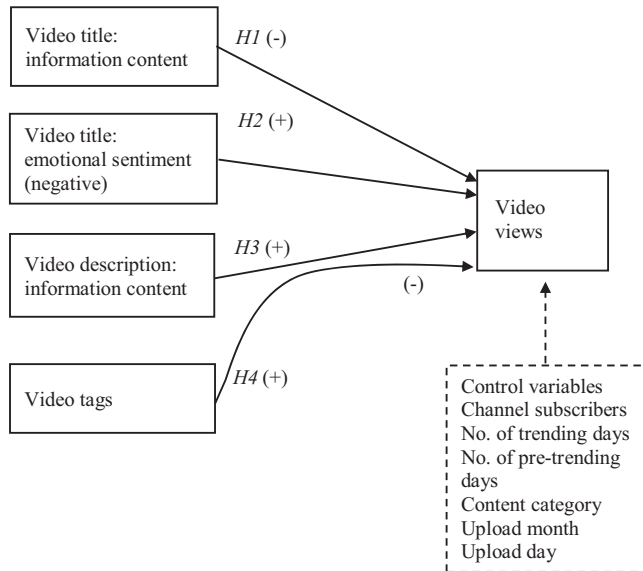 Video title:
information content
H1 (-)
Video title:
emotional sentiment
(negative)
H2 (+)
Video description:
information content
H3 (+)
(-)
Video tags
H4 (+)
Video
views
Control variables
Channel subscribers
No. of trending days
No. of pre-trending
days
Content category
Upload month
Upload day